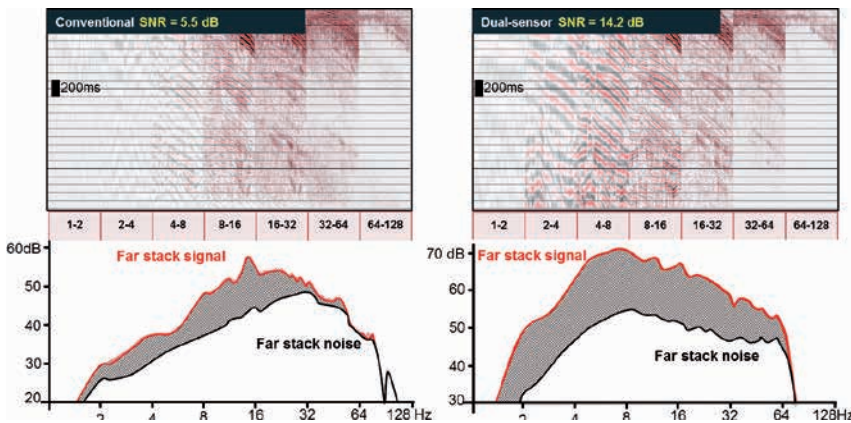 Conventional SNR = 5.5 dB
200ms
1-2 2-4 4-8 8-16 16-32 32-64 64-128
60dB
Far stack signal
50
40
Far stack noise
30
20
2 4 8 16 32 64 128 Hz
Dual-sensor SNR = 14.2 dB
200ms
1-2 2-4 4-8 8-16 16-32 32-64 64-128
70 dB
Far stack signal
60
50
Far stack noise
40
30
2 4 8 16 32 64 128 Hz